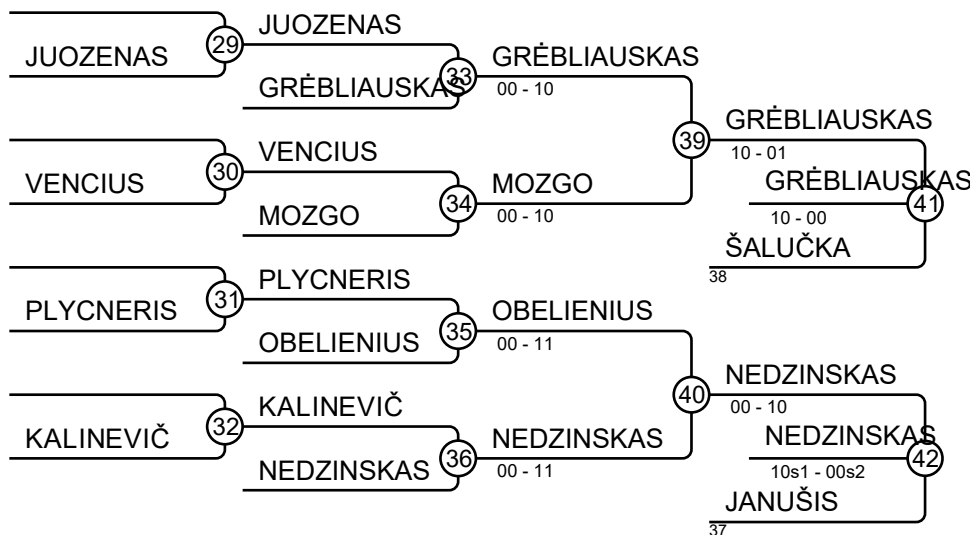 JUOZENAS
29
JUOZENAS
GRĖBLIAUSKAS
33
GRĖBLIAUSKAS
00 - 10
VENCIUS
30
VENCIUS
MOZGO
34
MOZGO
00 - 10
39
GRĖBLIAUSKAS
10 - 01
GRĖBLIAUSKAS
10 - 00
41
ŠALUČKA
38
PLYCNERIS
31
PLYCNERIS
OBELIENIUS
35
OBELIENIUS
00 - 11
KALINEVIČ
32
KALINEVIČ
NEDZINSKAS
36
NEDZINSKAS
00 - 11
40
NEDZINSKAS
00 - 10
NEDZINSKAS
10s1 - 00s2
42
JANUŠIS
37